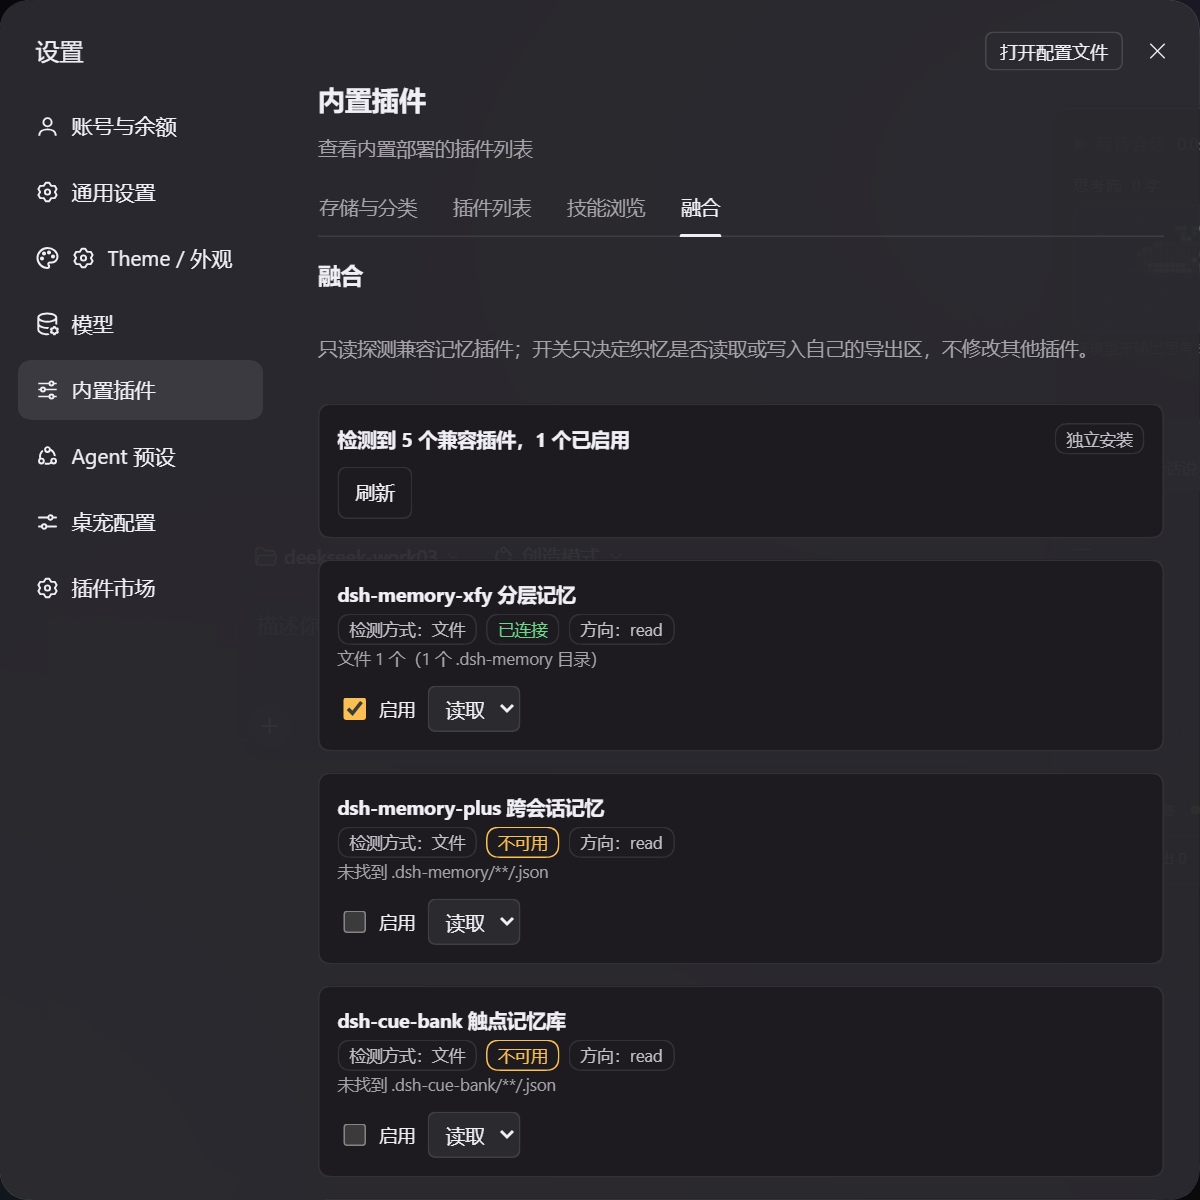 设置
打开配置文件
账号与余额
通用设置
Theme / 外观
模型
内置插件
Agent 预设
桌宠配置
插件市场
内置插件
查看内置部署的插件列表
存储与分类 插件列表 技能浏览 融合
融合
只读探测兼容记忆插件；开关只决定织忆是否读取或写入自己的导出区，不修改其他插件。
检测到 5 个兼容插件，1 个已启用
独立安装
刷新
deekseek-work03 创造模式
dsh-memory-xfy 分层记忆
检测方式：文件 已连接 方向：read
文件 1 个（1 个 .dsh-memory 目录）
启用 读取
dsh-memory-plus 跨会话记忆
检测方式：文件 不可用 方向：read
未找到 .dsh-memory/**/.json
启用 读取
dsh-cue-bank 触点记忆库
检测方式：文件 不可用 方向：read
未找到 .dsh-cue-bank/**/.json
启用 读取